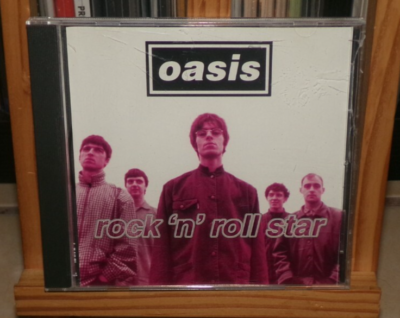 oasis
rock 'n' roll star